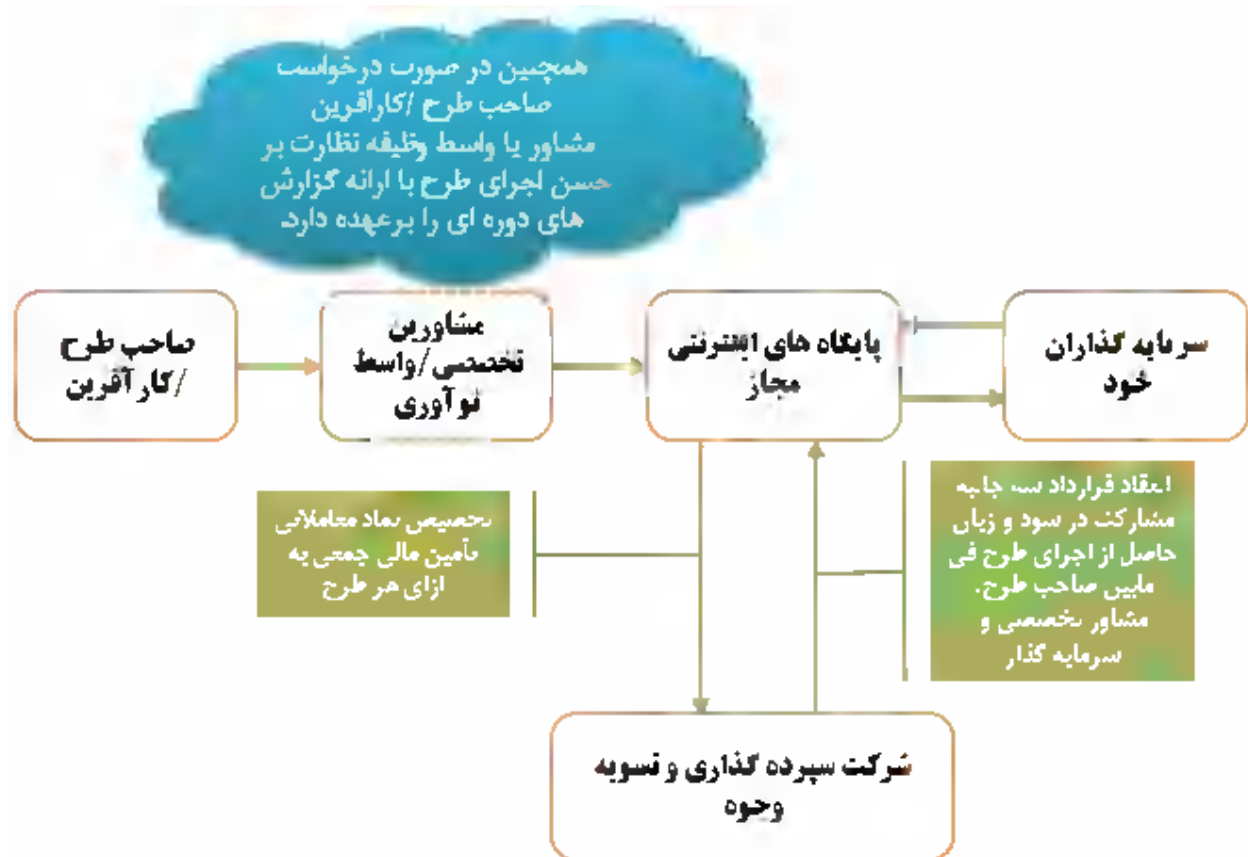 همچنین در صورت درخواست
صاحب طرح /کارآفرین
مشاور یا واسط وظیفه نظارت بر
حسن اجرای طرح با ارائه گزارش
های دوره ای را برعهده دارد.
صاحب طرح
/کارآفرین
مشاورین
تخصصی/واسط
نوآوری
پایگاه های اینترنتی
مجاز
سرمایه گذاران
خود
تخصیص نماد معاملاتی
تأمین مالی جمعی به
ازای هر طرح
انعقاد قرارداد سه جانبه
مشارکت در سود و زیان
حاصل از اجرای طرح فی
مابین صاحب طرح،
مشاور تخصصی و
سرمایه گذار
شرکت سپرده گذاری و تسویه
وجوه